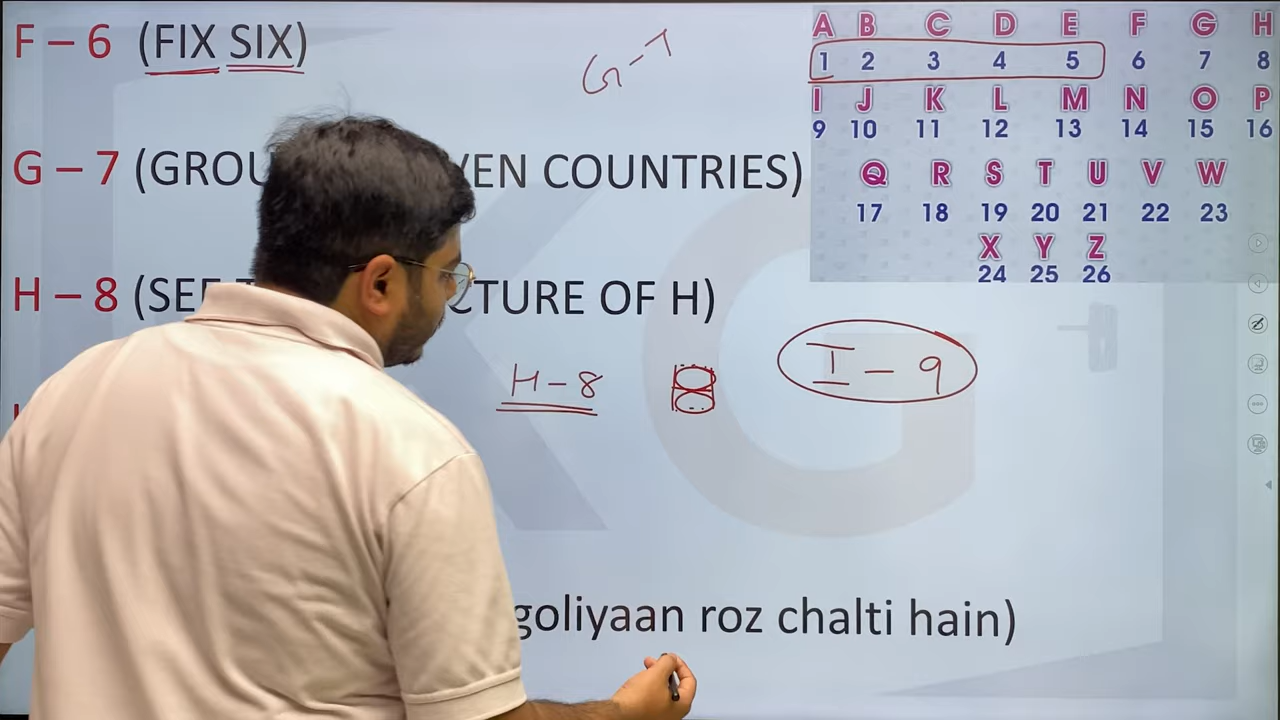 F – 6 (FIX SIX)
G – 7
G – 7 (GROU VEN COUNTRIES)
H – 8 (SEE CTURE OF H)
H – 8
I – 9
goliyaan roz chalti hain)
A B C D E F G H
1 2 3 4 5 6 7 8
I J K L M N O P
9 10 11 12 13 14 15 16
Q R S T U V W
17 18 19 20 21 22 23
X Y Z
24 25 26